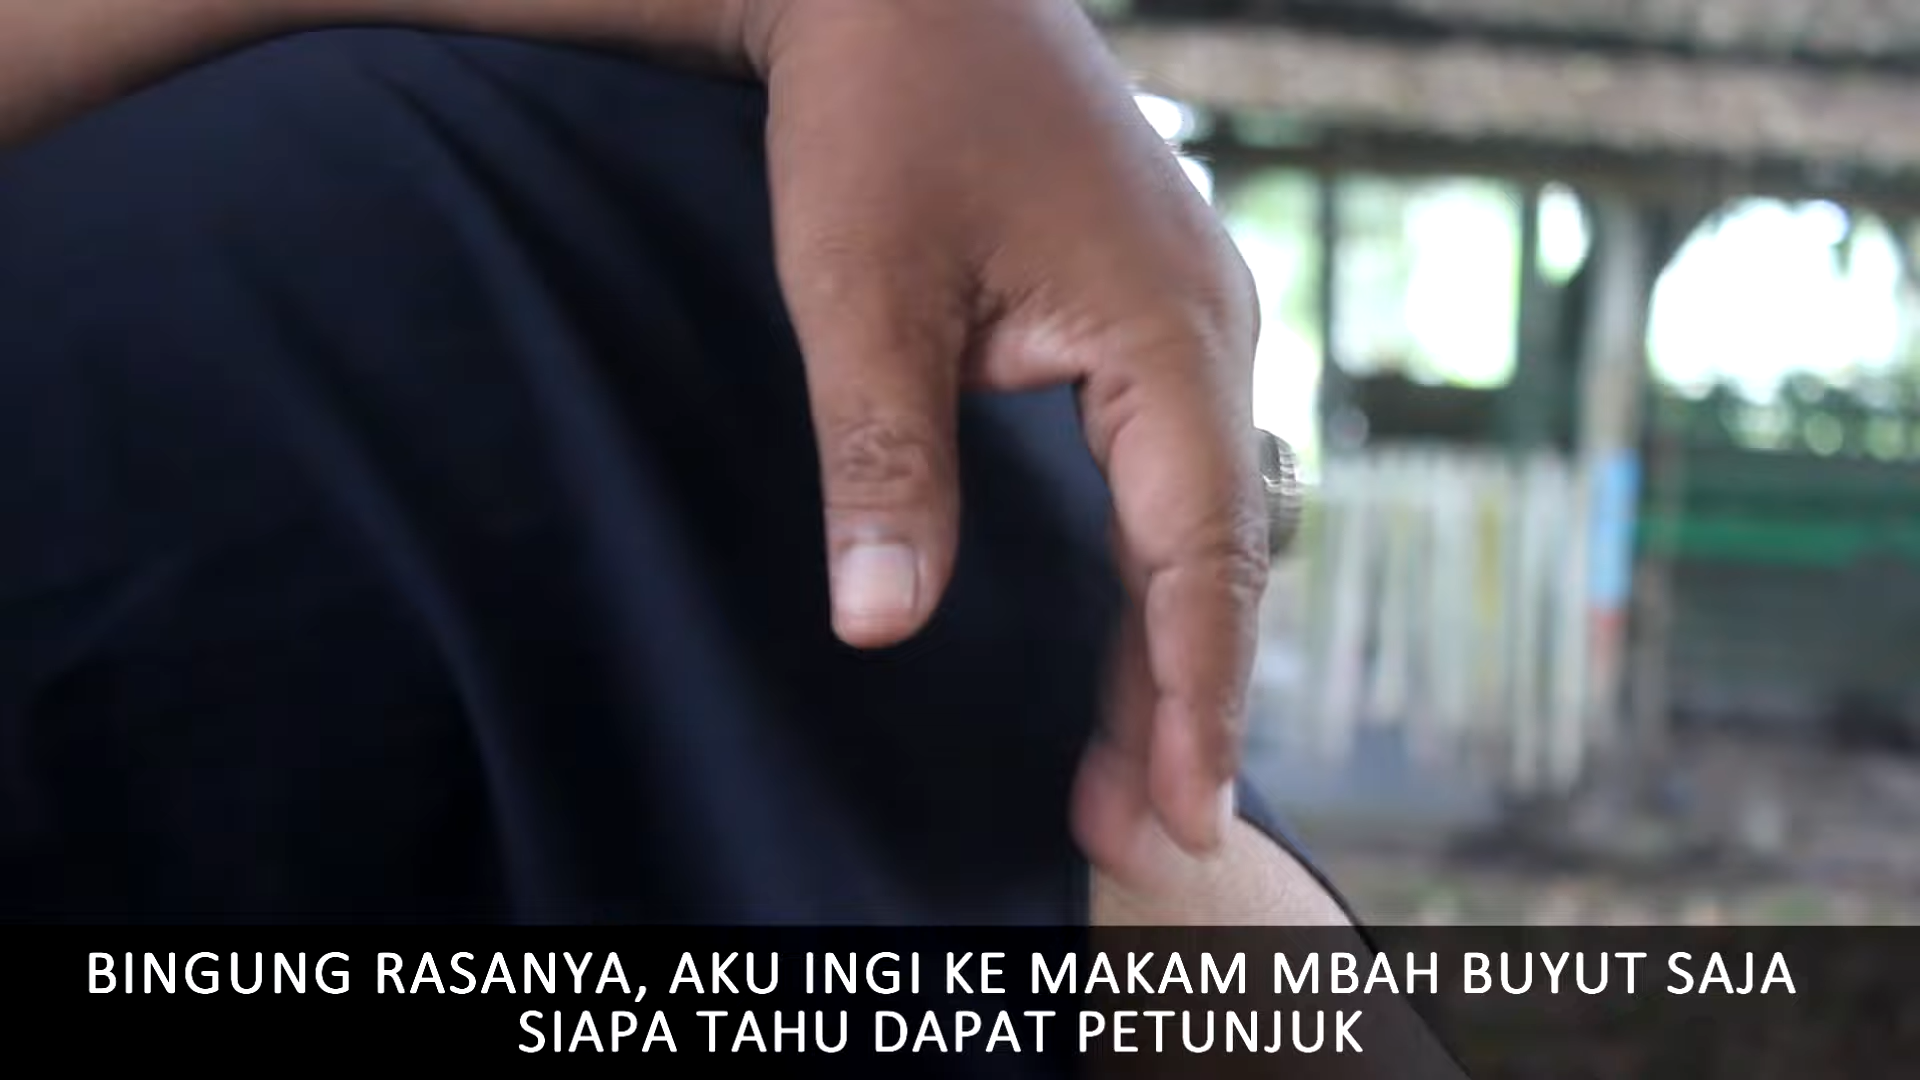 BINGUNG RASANYA, AKU INGI KE MAKAM MBAH BUYUT SAJA
SIAPA TAHU DAPAT PETUNJUK